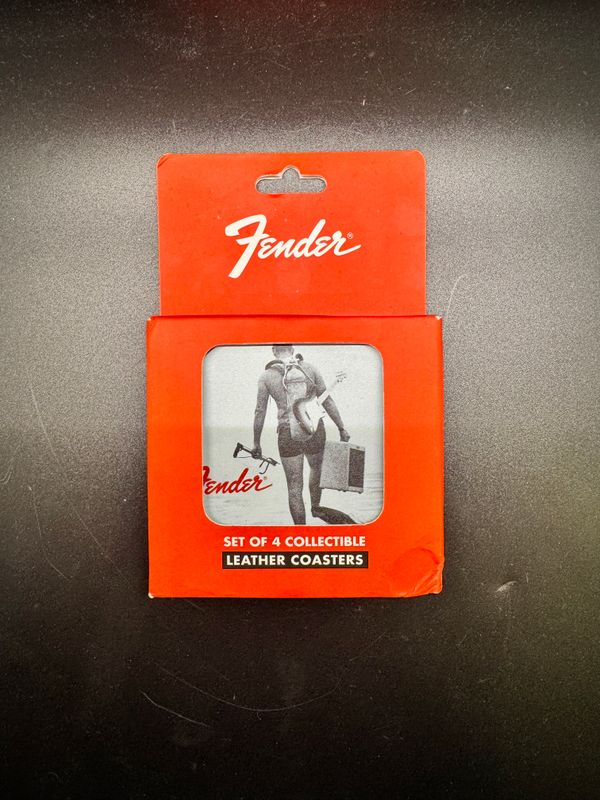 Fender®
Fender®
SET OF 4 COLLECTIBLE
LEATHER COASTERS